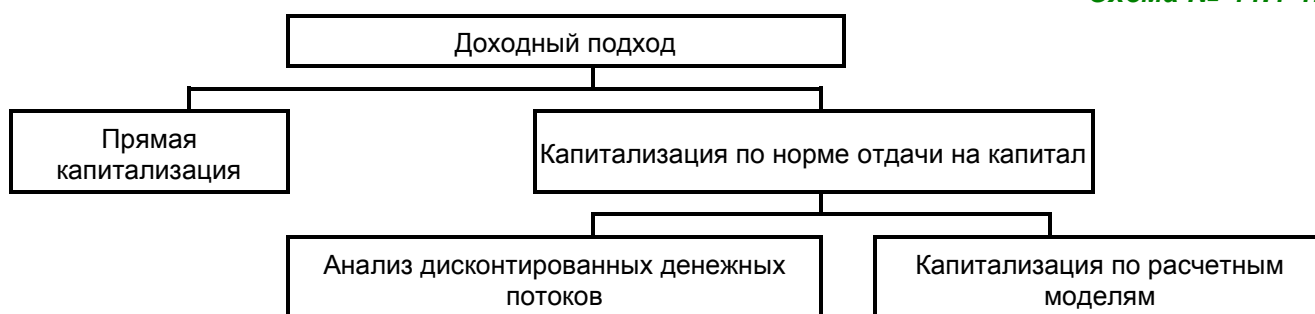 Доходный подход
Прямая
капитализация
Капитализация по норме отдачи на капитал
Анализ дисконтированных денежных
потоков
Капитализация по расчетным
моделям